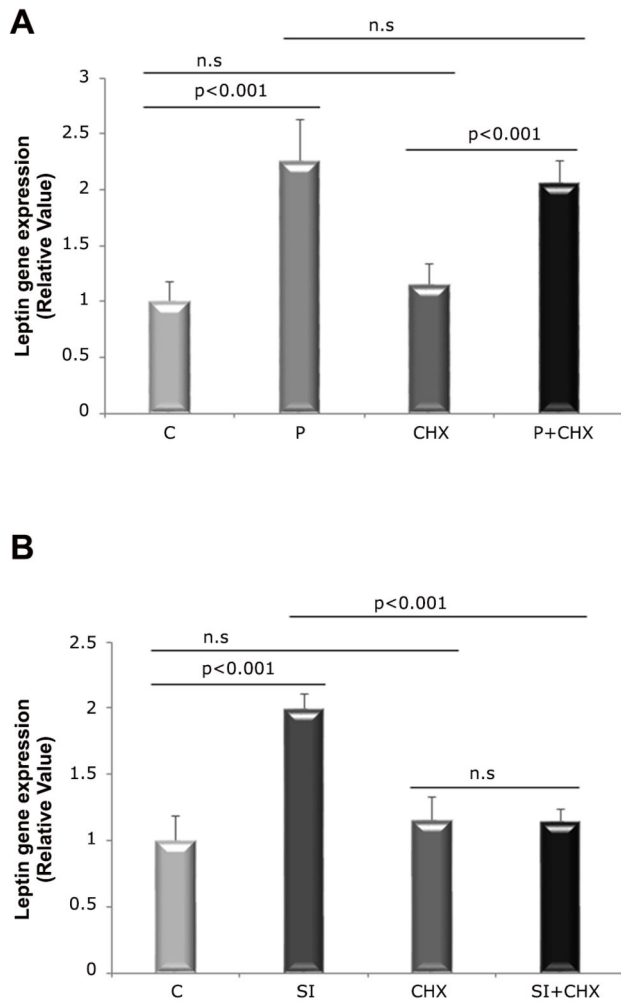 A
n.s
n.s
p<0.001
p<0.001
Leptin gene expression
(Relative Value)
3
2.5
2
1.5
1
0.5
0
C P CHX P+CHX
B
p<0.001
n.s
p<0.001
n.s
Leptin gene expression
(Relative Value)
2.5
2
1.5
1
0.5
0
C SI CHX SI+CHX